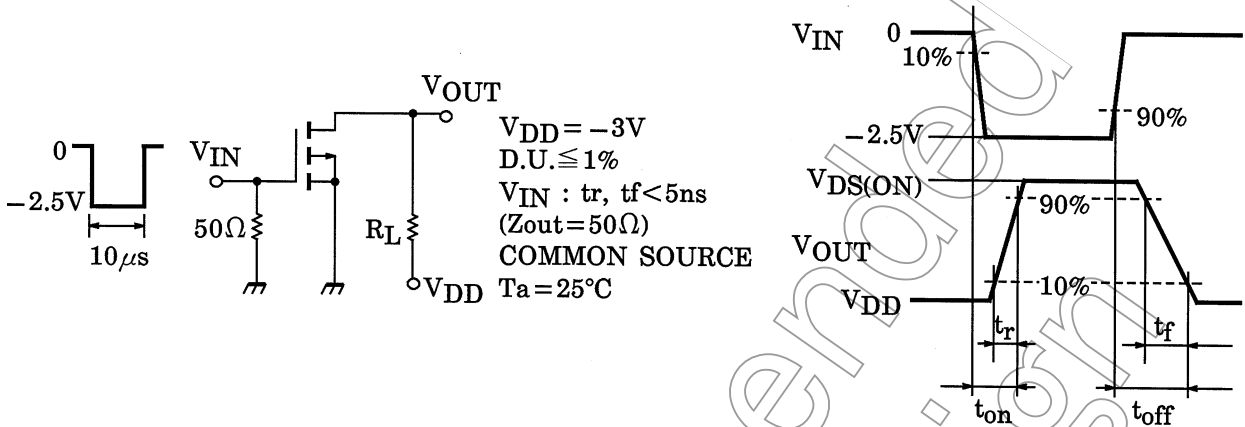 0
-2.5V
10μs
VIN
50Ω
VOUT
RL
VDD
VDD=-3V
D.U.≦1%
VIN : tr, tf<5ns
(Zout=50Ω)
COMMON SOURCE
Ta=25°C
VIN 0
10%
90%
-2.5V
VDS(ON)
90%
VOUT
10%
VDD
tr
tf
ton
toff